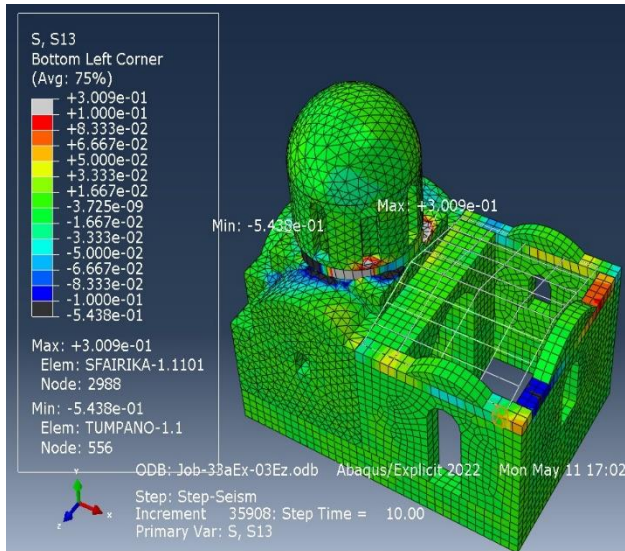 S, S13
Bottom Left Corner
(Avg: 75%)
+3.009e-01
+1.000e-01
+8.333e-02
+6.667e-02
+5.000e-02
+3.333e-02
+1.667e-02
-3.725e-09
-1.667e-02
-3.333e-02
-5.000e-02
-6.667e-02
-8.333e-02
-1.000e-01
-5.438e-01
Max: +3.009e-01
Elem: SFAIRIKA-1.1101
Node: 2988
Min: -5.438e-01
Elem: TUMPANO-1.1
Node: 556
Max: +3.009e-01
Min: -5.438e-01
ODB: Job-33aEx-03Ez.odb Abaqus/Explicit 2022 Mon May 11 17:02
Step: Step-Seism
Increment 35908: Step Time = 10.00
Primary Var: S, S13
Y
Z
X